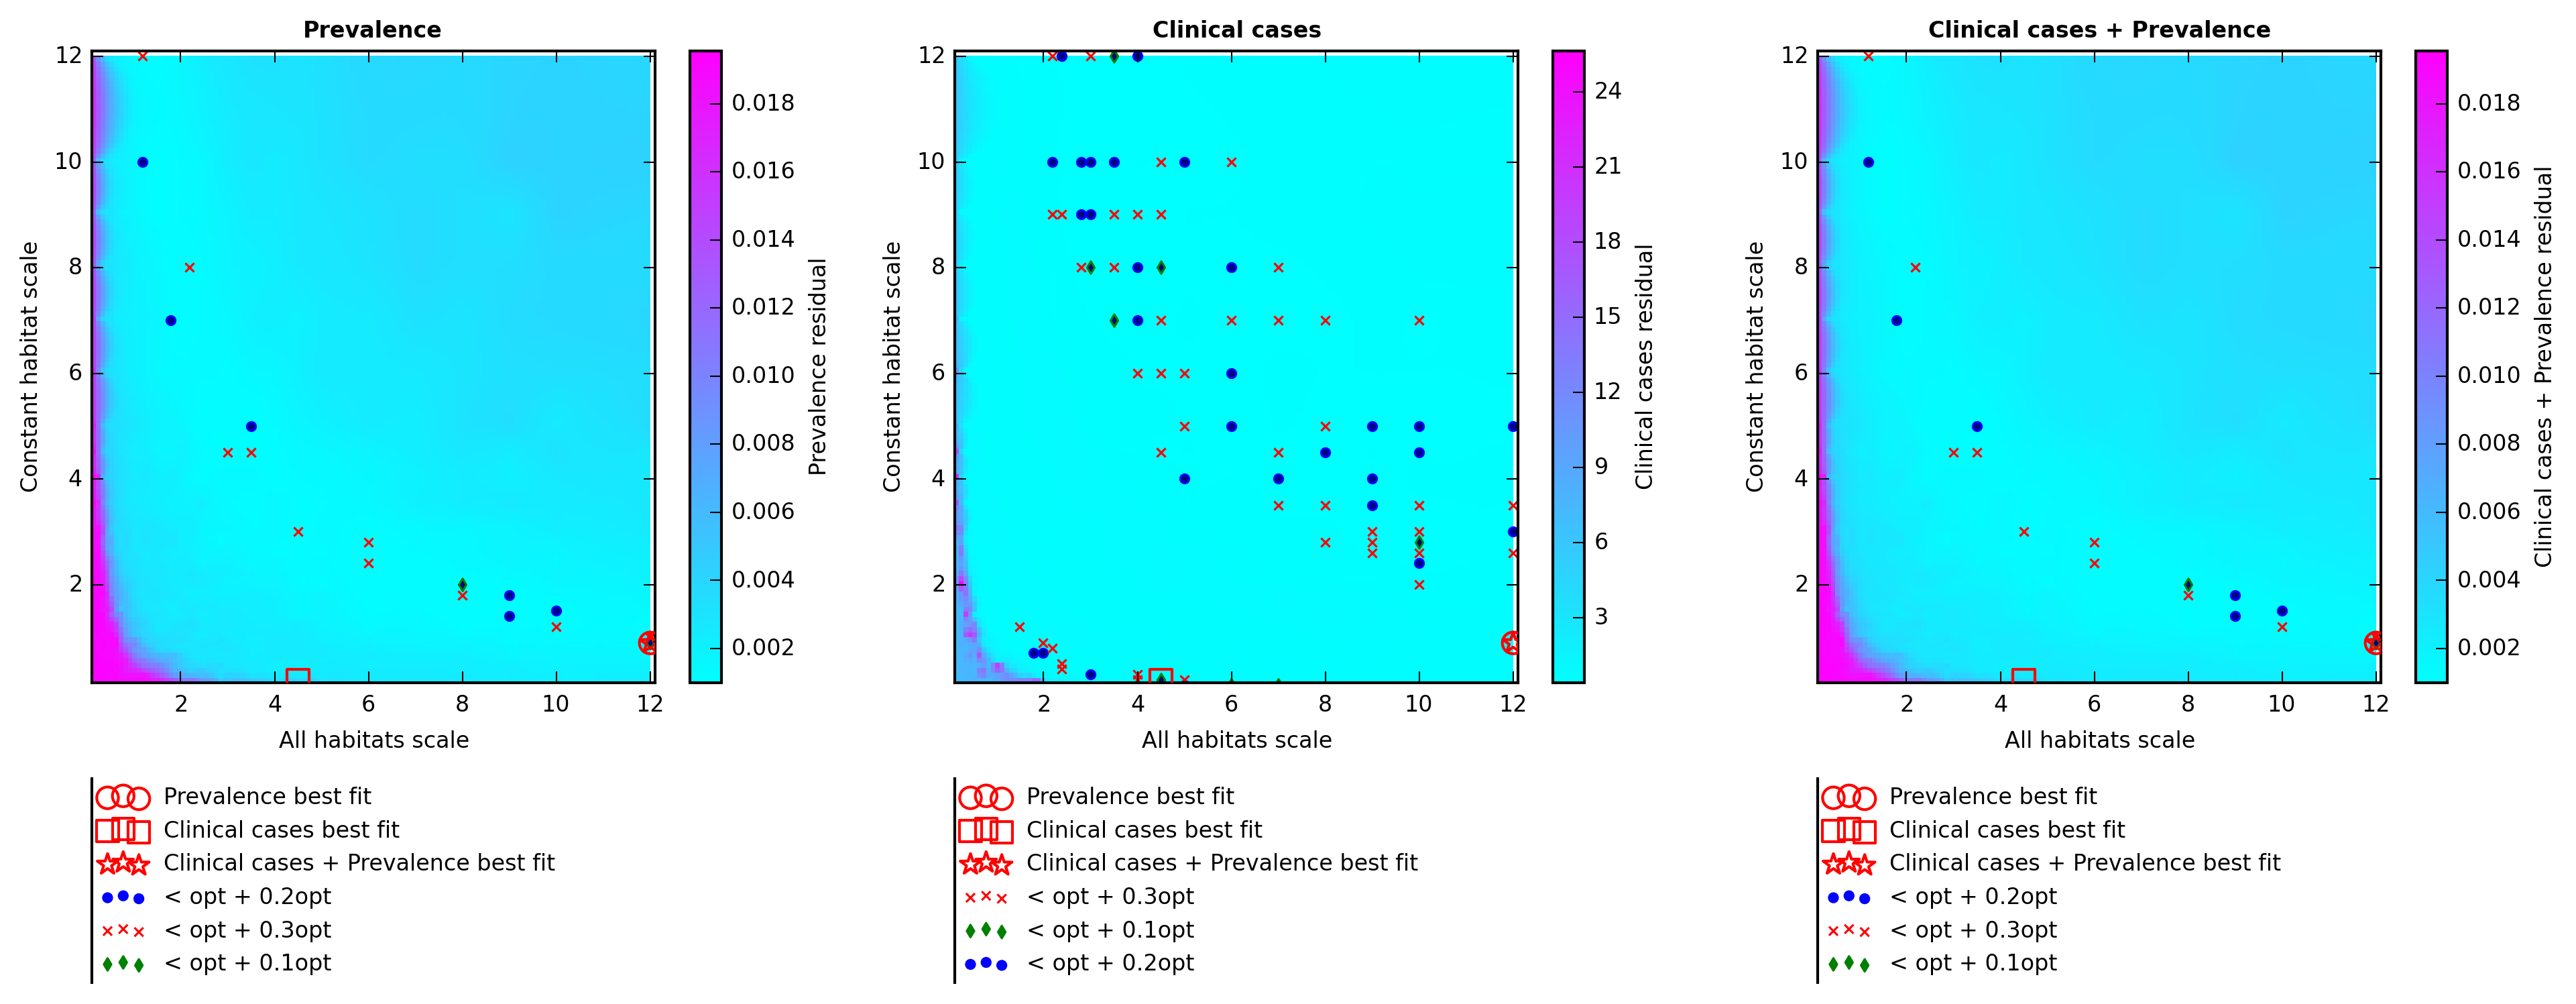 Prevalence
12
10
8
6
4
2
2 4 6 8 10 12
Constant habitat scale
All habitats scale
0.018
0.016
0.014
0.012
0.010
0.008
0.006
0.004
0.002
Prevalence residual
Prevalence best fit
Clinical cases best fit
Clinical cases + Prevalence best fit
< opt + 0.2opt
< opt + 0.3opt
< opt + 0.1opt
Clinical cases
12
10
8
6
4
2
2 4 6 8 10 12
Constant habitat scale
All habitats scale
24
21
18
15
12
9
6
3
Clinical cases residual
Prevalence best fit
Clinical cases best fit
Clinical cases + Prevalence best fit
< opt + 0.3opt
< opt + 0.1opt
< opt + 0.2opt
Clinical cases + Prevalence
12
10
8
6
4
2
2 4 6 8 10 12
Constant habitat scale
All habitats scale
0.018
0.016
0.014
0.012
0.010
0.008
0.006
0.004
0.002
Clinical cases + Prevalence residual
Prevalence best fit
Clinical cases best fit
Clinical cases + Prevalence best fit
< opt + 0.2opt
< opt + 0.3opt
< opt + 0.1opt